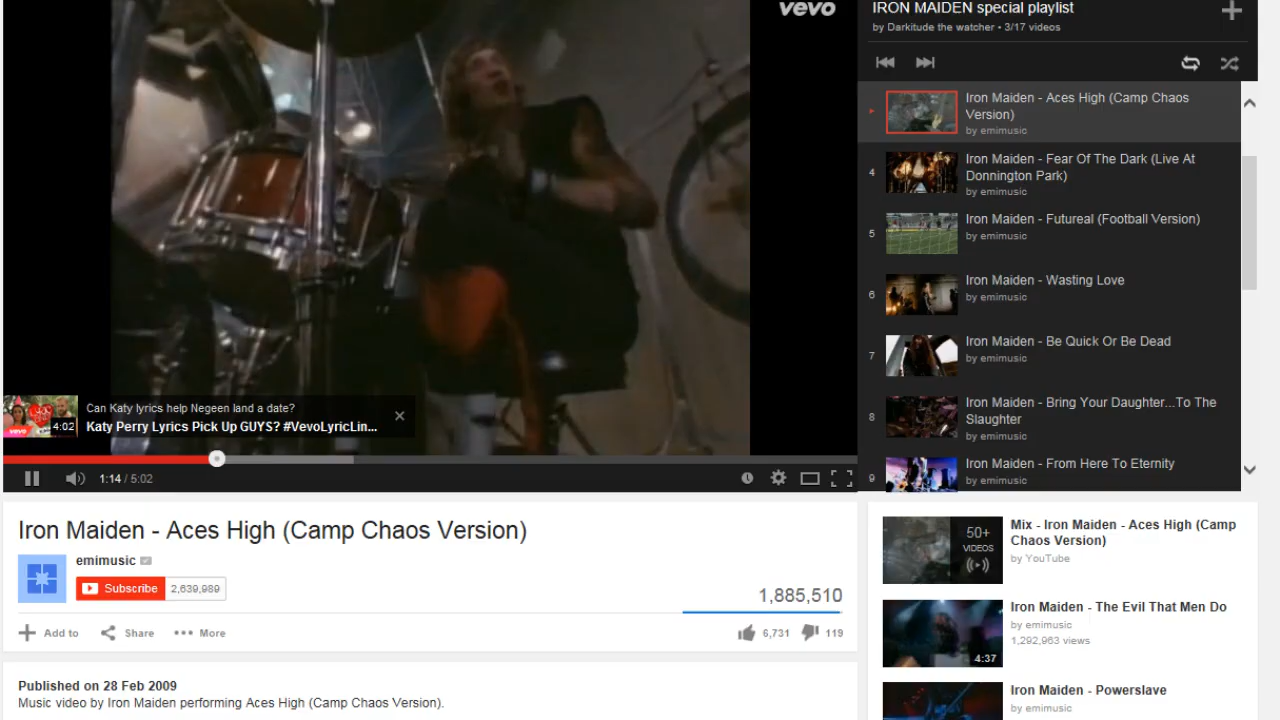 vevo
IRON MAIDEN special playlist
by Darkitude the watcher • 3/17 videos
Iron Maiden - Aces High (Camp Chaos
Version)
by emimusic
4
Iron Maiden - Fear Of The Dark (Live At
Donnington Park)
by emimusic
5
Iron Maiden - Futureal (Football Version)
by emimusic
6
Iron Maiden - Wasting Love
by emimusic
7
Iron Maiden - Be Quick Or Be Dead
by emimusic
8
Iron Maiden - Bring Your Daughter...To The
Slaughter
by emimusic
9
Iron Maiden - From Here To Eternity
by emimusic
vevo
4:02
Can Katy lyrics help Negeen land a date?
Katy Perry Lyrics Pick Up GUYS? #VevoLyricLin...
1:14 / 5:02
Iron Maiden - Aces High (Camp Chaos Version)
emimusic
Subscribe 2,639,989
1,885,510
Add to Share More
6,731 119
Published on 28 Feb 2009
Music video by Iron Maiden performing Aces High (Camp Chaos Version).
50+
VIDEOS
Mix - Iron Maiden - Aces High (Camp
Chaos Version)
by YouTube
4:37
Iron Maiden - The Evil That Men Do
by emimusic
1,292,963 views
Iron Maiden - Powerslave
by emimusic